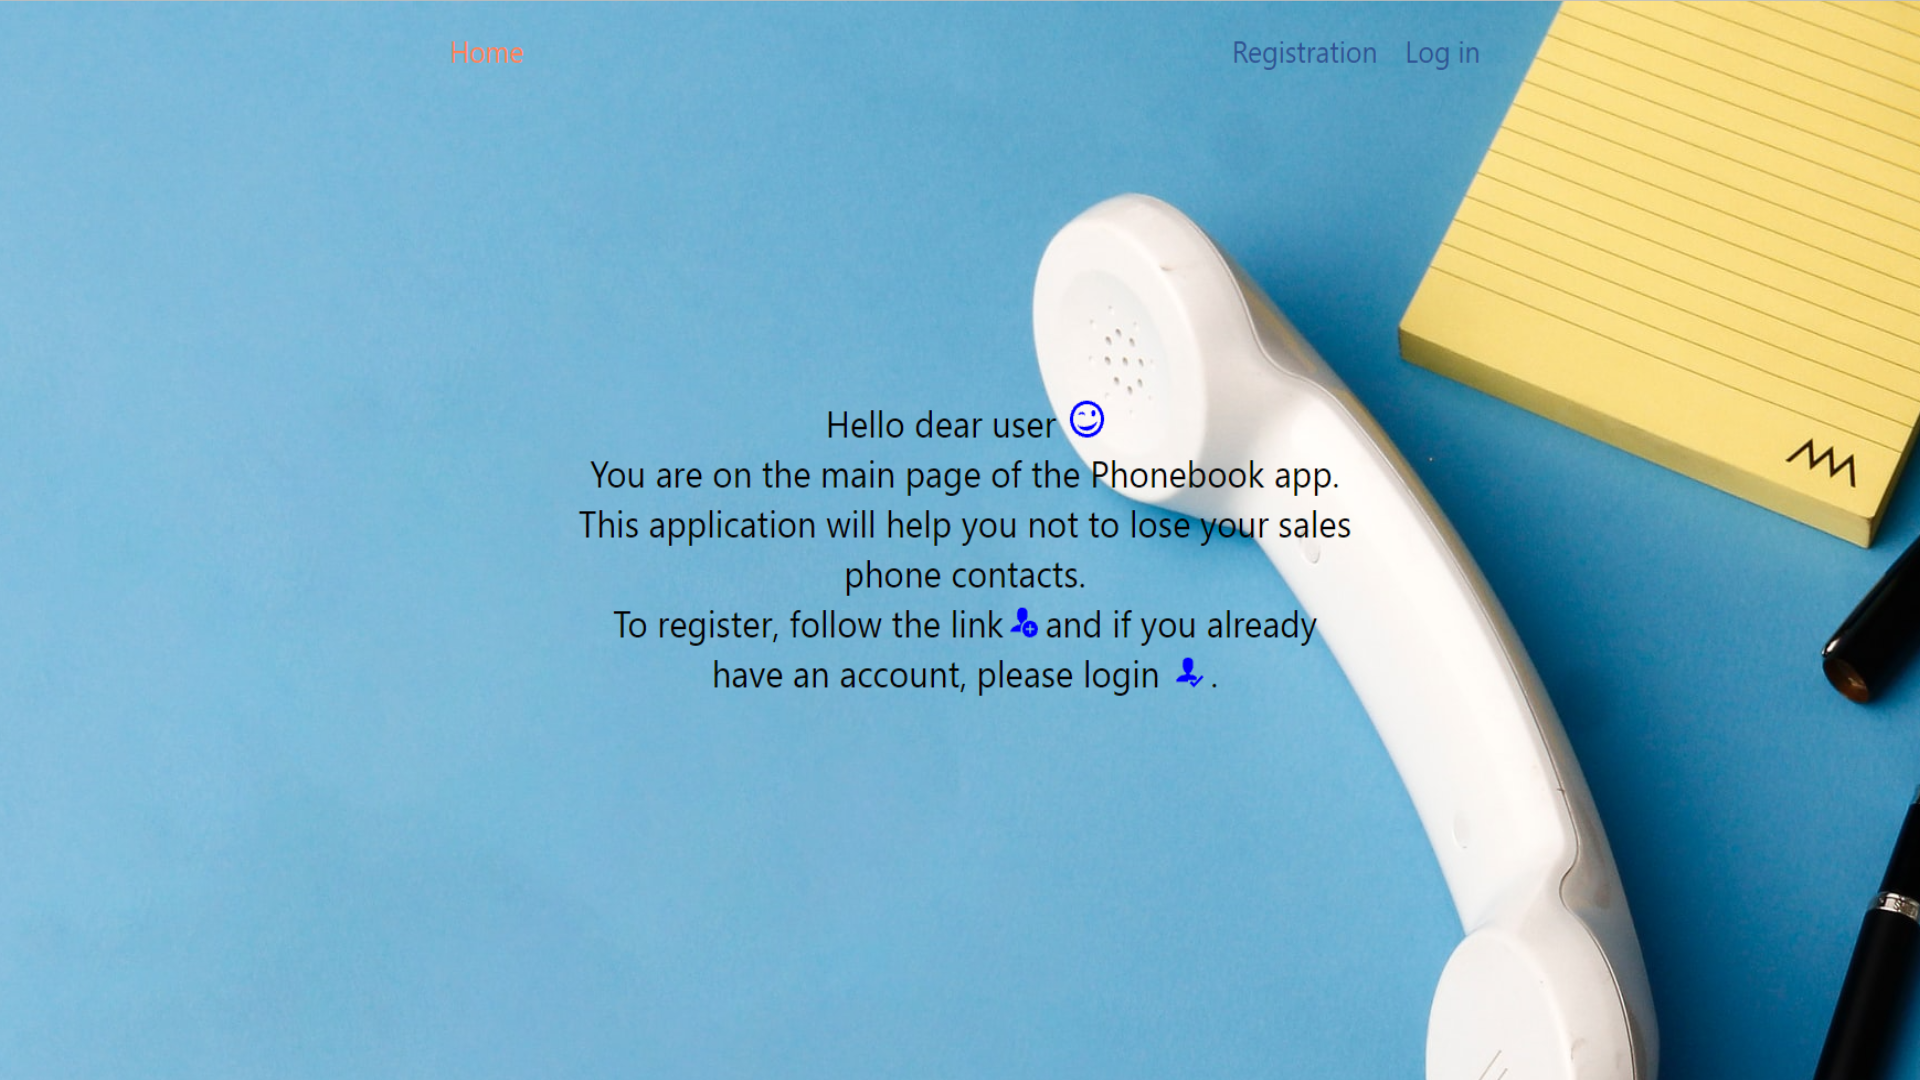 Home
Registration
Log in
Hello dear user
You are on the main page of the Phonebook app.
This application will help you not to lose your sales
phone contacts.
To register, follow the link and if you already
have an account, please login .